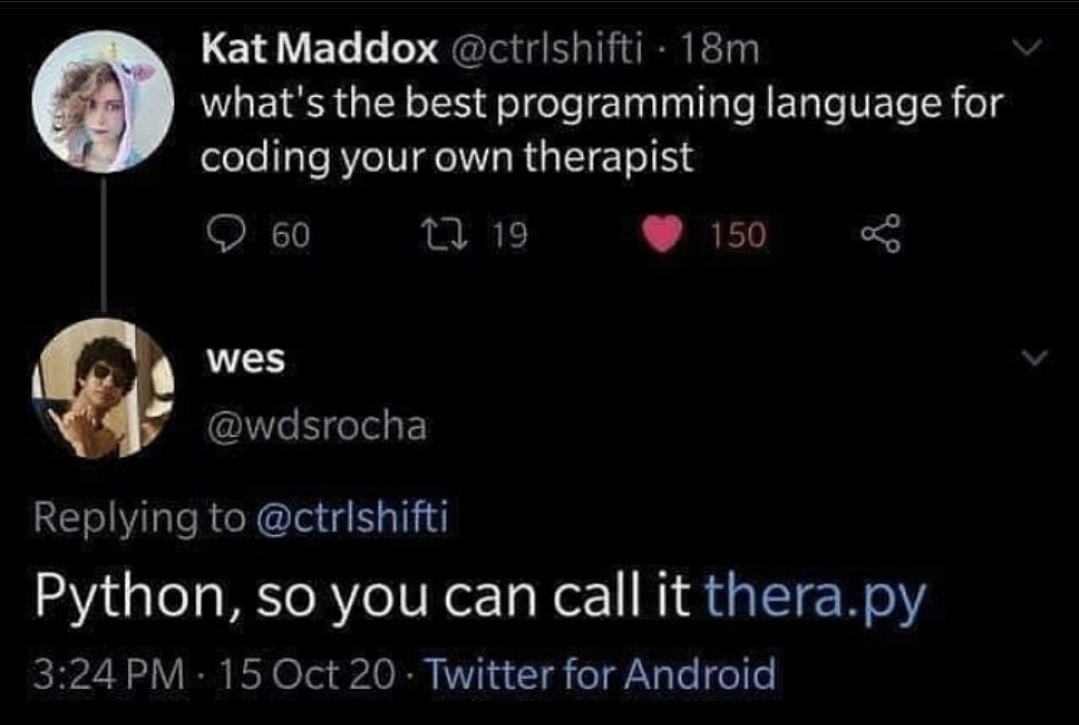 Kat Maddox @ctrlshifti · 18m
what's the best programming language for
coding your own therapist
60 19 150
wes
@wdsrocha
Replying to @ctrlshifti
Python, so you can call it thera.py
3:24 PM · 15 Oct 20 · Twitter for Android